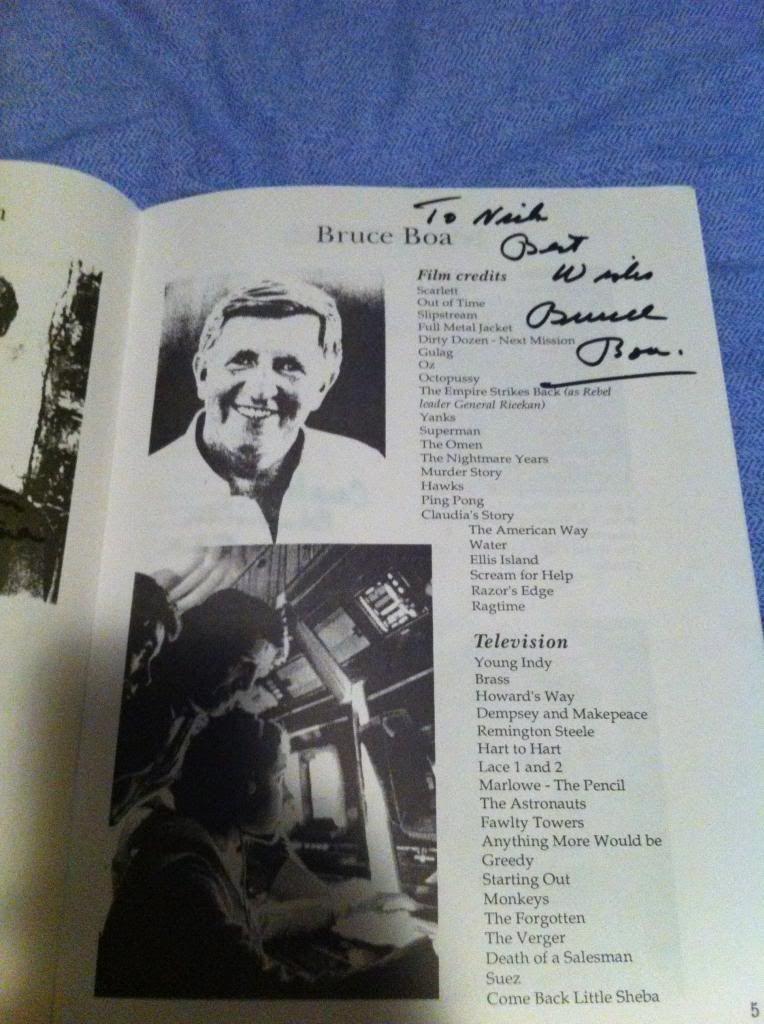 Bruce Boa
To Nick
Best
Wishes
Bruce
Boa.
Film credits
Scarlett
Out of Time
Slipstream
Full Metal Jacket
Dirty Dozen - Next Mission
Gulag
Oz
Octopussy
The Empire Strikes Back (as Rebel
leader General Rieekan)
Yanks
Superman
The Omen
The Nightmare Years
Murder Story
Hawks
Ping Pong
Claudia's Story
The American Way
Water
Ellis Island
Scream for Help
Razor's Edge
Ragtime
Television
Young Indy
Brass
Howard's Way
Dempsey and Makepeace
Remington Steele
Hart to Hart
Lace 1 and 2
Marlowe - The Pencil
The Astronauts
Fawlty Towers
Anything More Would be
Greedy
Starting Out
Monkeys
The Forgotten
The Verger
Death of a Salesman
Suez
Come Back Little Sheba
5